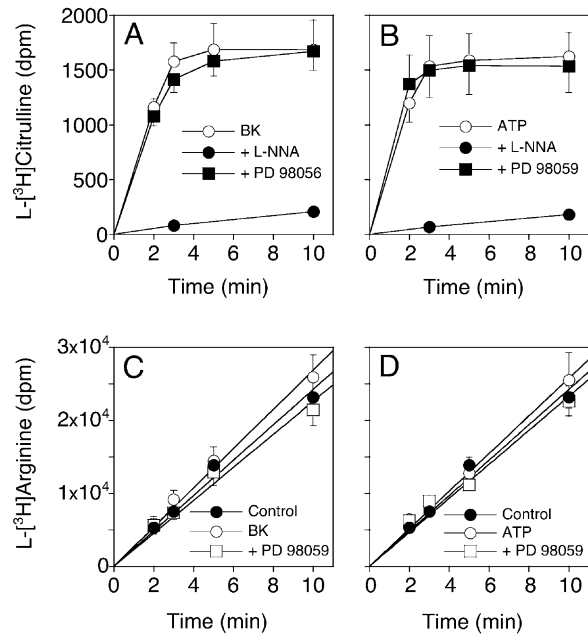 A
B
L-[³H]Citrulline (dpm)
2000
1500
1000
500
0
BK
+ L-NNA
+ PD 98056
ATP
+ L-NNA
+ PD 98059
0 2 4 6 8 10
0 2 4 6 8 10
Time (min)
Time (min)
C
D
L-[³H]Arginine (dpm)
3x10⁴
2x10⁴
1x10⁴
0
Control
BK
+ PD 98059
Control
ATP
+ PD 98059
0 2 4 6 8 10
0 2 4 6 8 10
Time (min)
Time (min)